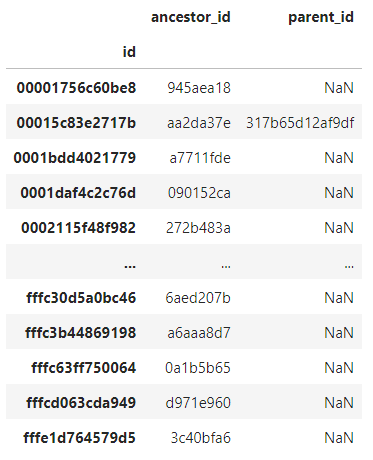 ancestor_id parent_id
id
00001756c60be8 945aea18 NaN
00015c83e2717b aa2da37e 317b65d12af9df
0001bdd4021779 a7711fde NaN
0001daf4c2c76d 090152ca NaN
0002115f48f982 272b483a NaN
... ... ...
fffc30d5a0bc46 6aed207b NaN
fffc3b44869198 a6aaa8d7 NaN
fffc63ff750064 0a1b5b65 NaN
fffcd063cda949 d971e960 NaN
fffe1d764579d5 3c40bfa6 NaN